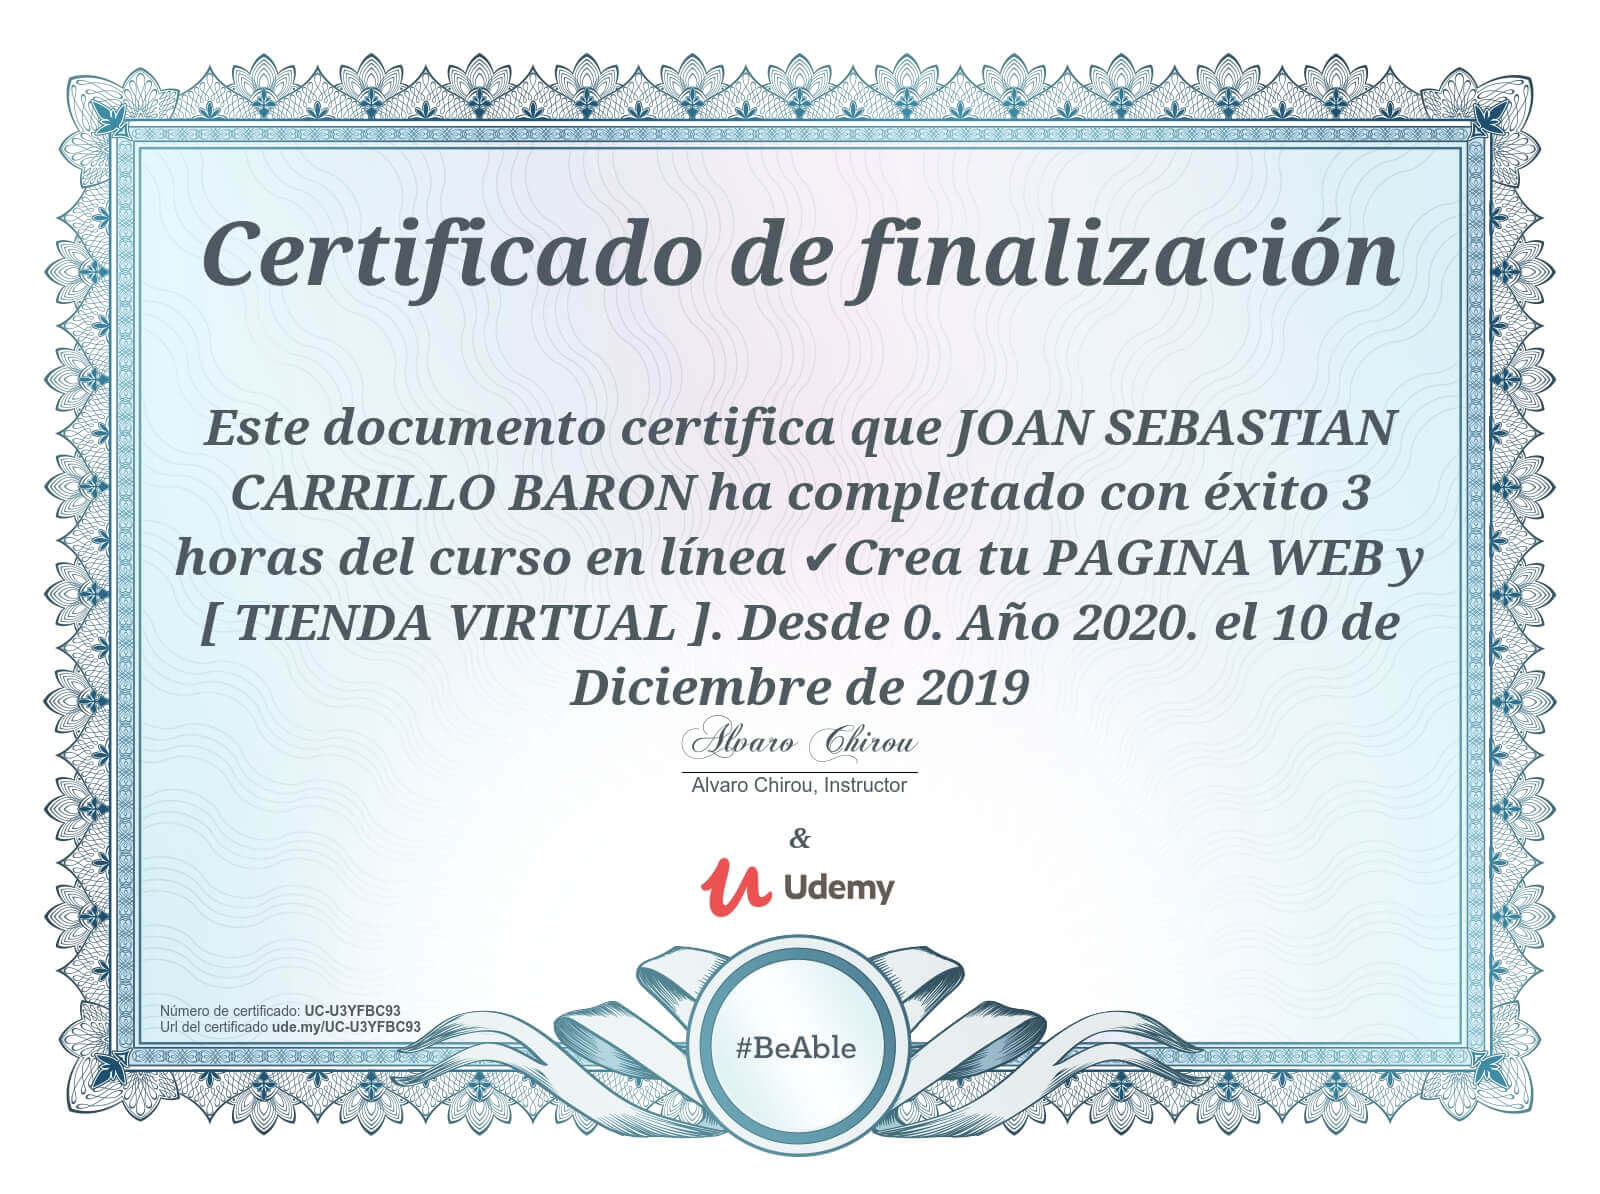 Certificado de finalización
Este documento certifica que JOAN SEBASTIAN
CARRILLO BARON ha completado con éxito 3
horas del curso en línea ✔Crea tu PAGINA WEB y
[ TIENDA VIRTUAL ]. Desde 0. Año 2020. el 10 de
Diciembre de 2019
Alvaro Chirou
Alvaro Chirou, Instructor
&
Udemy
Número de certificado: UC-U3YFBC93
Url del certificado ude.my/UC-U3YFBC93
#BeAble